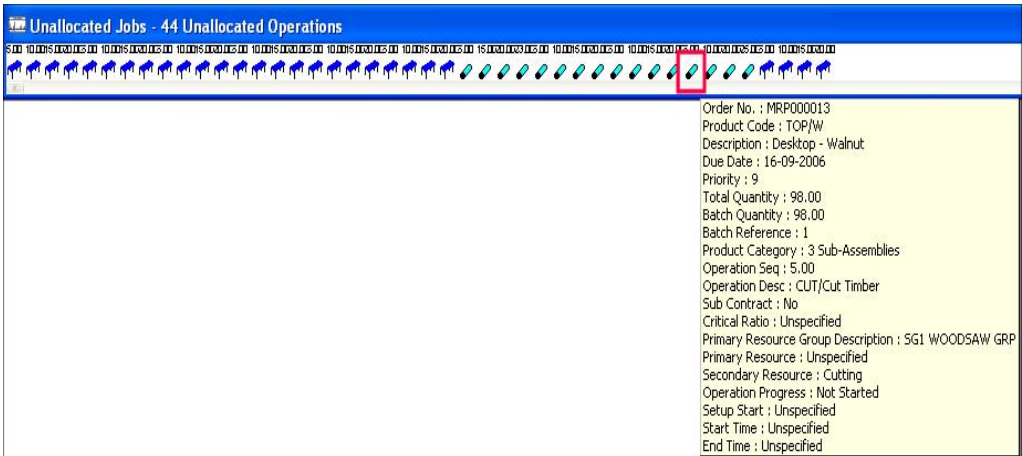 Unallocated Jobs - 44 Unallocated Operations
Order No. : MRP000013
Product Code : TOP/W
Description : Desktop - Walnut
Due Date : 16-09-2006
Priority : 9
Total Quantity : 98.00
Batch Quantity : 98.00
Batch Reference : 1
Product Category : 3 Sub-Assemblies
Operation Seq : 5.00
Operation Desc : CUT/Cut Timber
Sub Contract : No
Critical Ratio : Unspecified
Primary Resource Group Description : SG1 WOODSAW GRP
Primary Resource : Unspecified
Secondary Resource : Cutting
Operation Progress : Not Started
Setup Start : Unspecified
Start Time : Unspecified
End Time : Unspecified